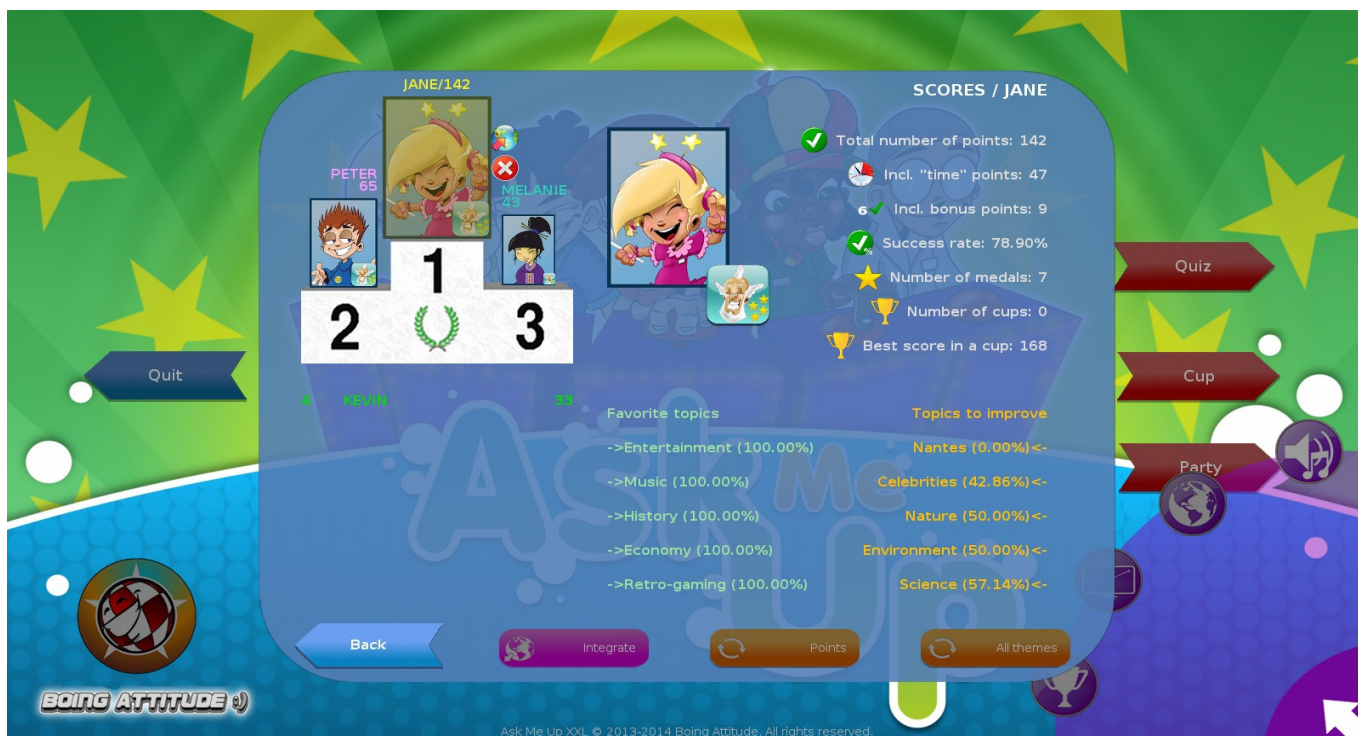 JANE/142
PETER
65
MELANIE
43
1
2
3
4 KEVIN 33
SCORES / JANE
Total number of points: 142
Incl. "time" points: 47
6 Incl. bonus points: 9
% Success rate: 78.90%
Number of medals: 7
Number of cups: 0
Best score in a cup: 168
Favorite topics
->Entertainment (100.00%)
->Music (100.00%)
->History (100.00%)
->Economy (100.00%)
->Retro-gaming (100.00%)
Topics to improve
Nantes (0.00%)<-
Celebrities (42.86%)<-
Nature (50.00%)<-
Environment (50.00%)<-
Science (57.14%)<-
Quit
Quiz
Cup
Party
Ask Me Up
Back
Integrate
Points
All themes
BOING ATTITUDE :)
Ask Me Up XXL © 2013-2014 Boing Attitude. All rights reserved.